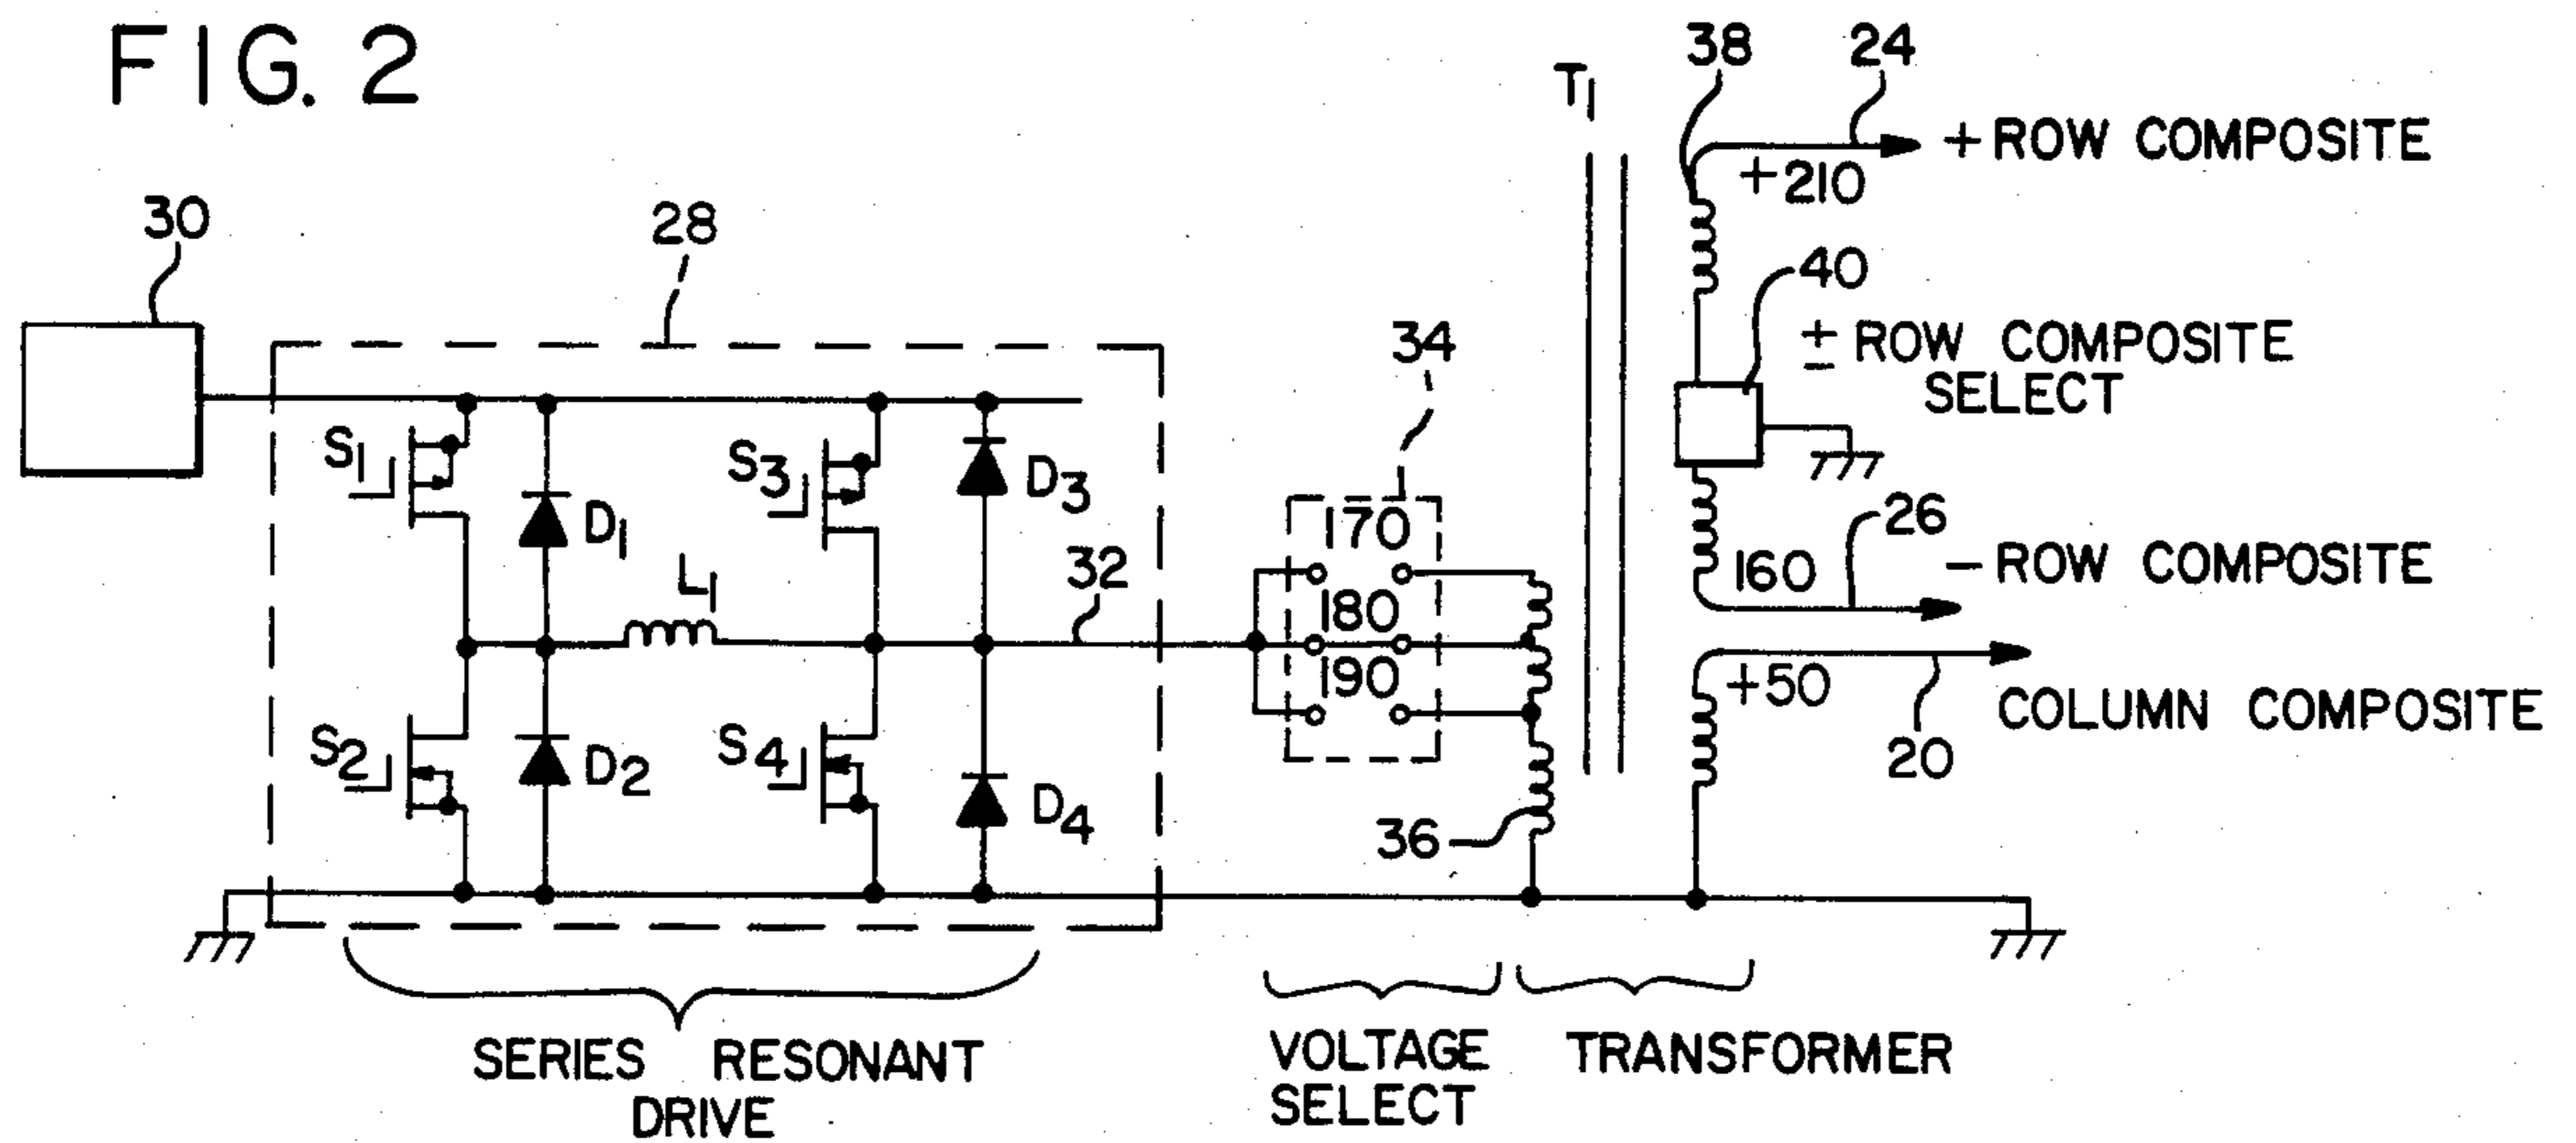 FIG. 2
30
28
34
T1
38
24
+ ROW COMPOSITE
+210
40
± ROW COMPOSITE
SELECT
S1
D1
S3
D3
L1
32
170
180
190
26
160
- ROW COMPOSITE
+50
20
COLUMN COMPOSITE
S2
D2
S4
D4
36
SERIES RESONANT
DRIVE
VOLTAGE
SELECT
TRANSFORMER